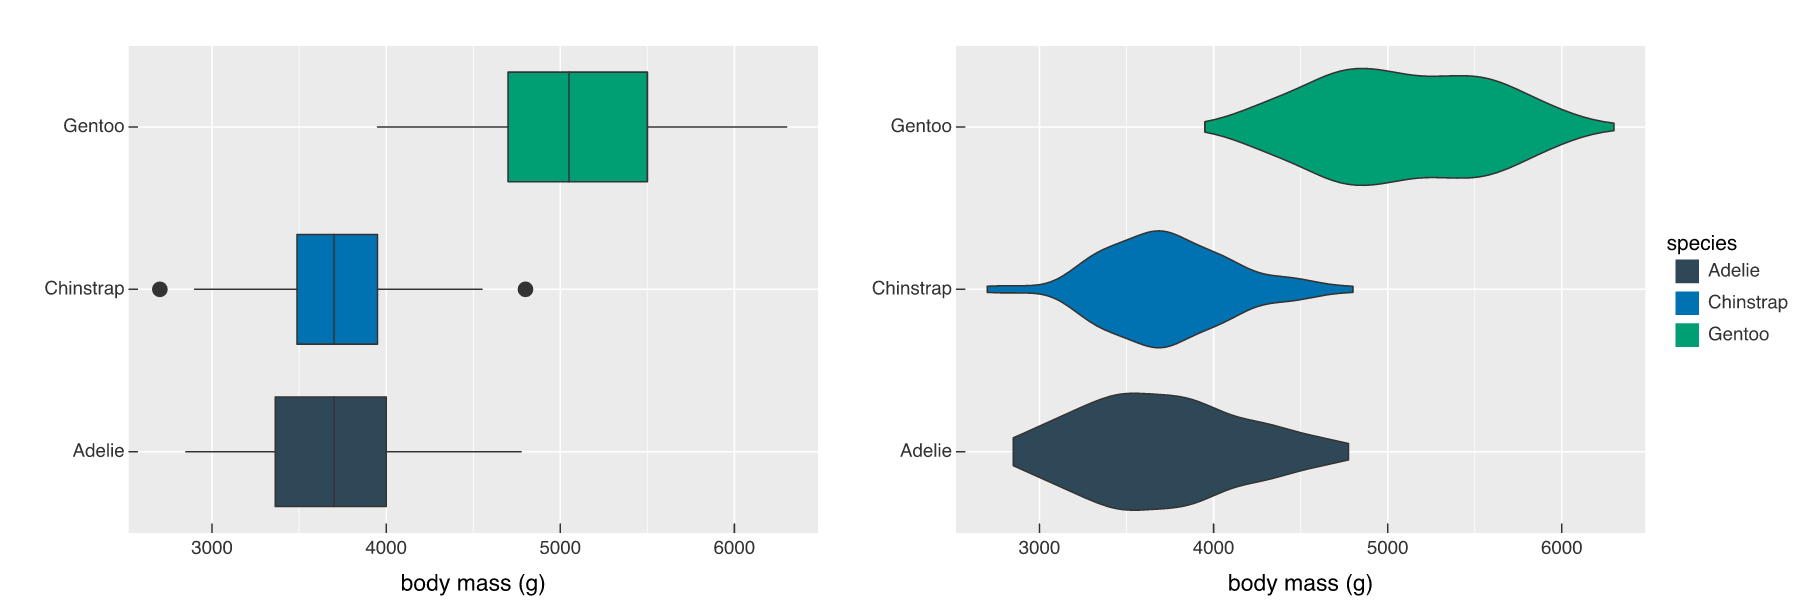 Gentoo
Chinstrap
Adelie
3000 4000 5000 6000
body mass (g)
Gentoo
Chinstrap
Adelie
3000 4000 5000 6000
body mass (g)
species
Adelie
Chinstrap
Gentoo